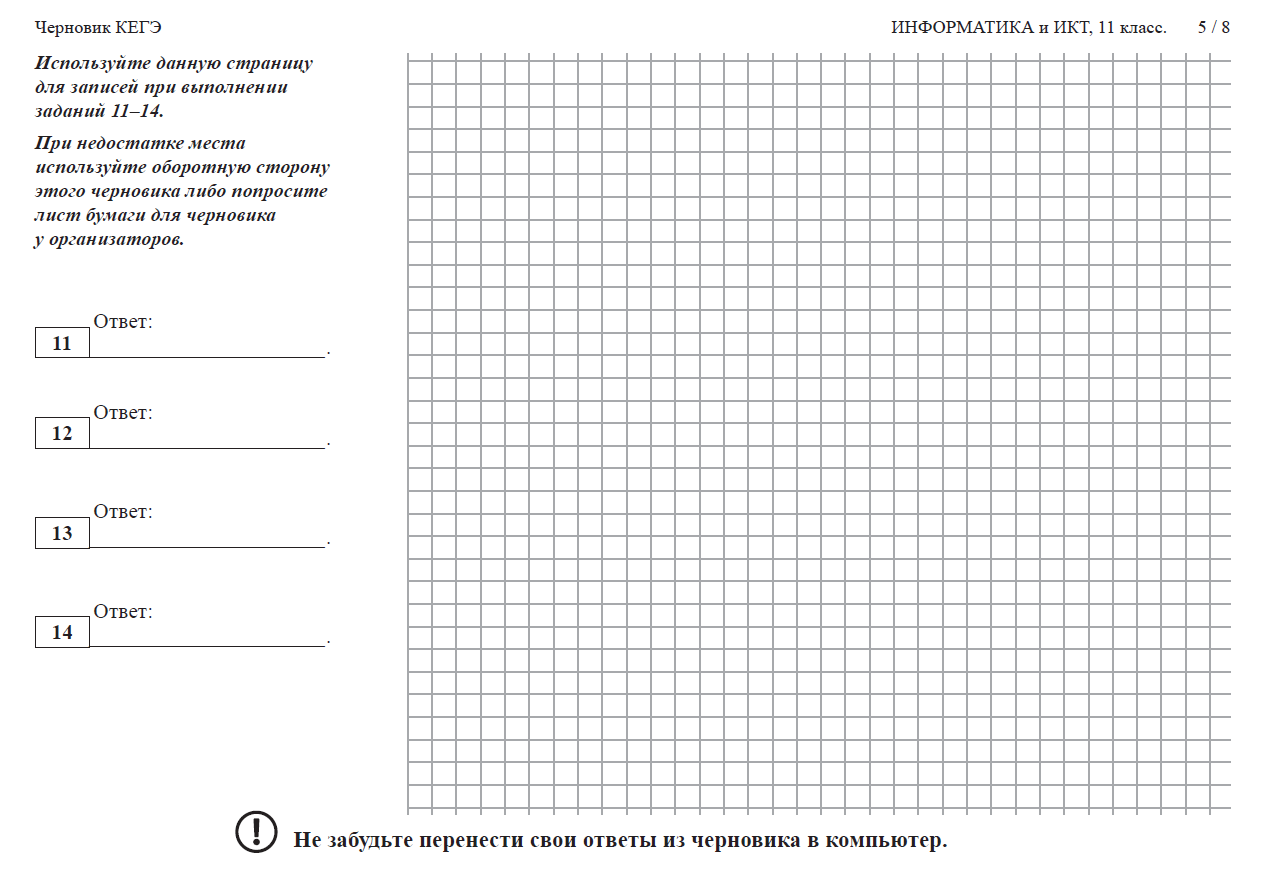 Черновик КЕГЭ
ИНФОРМАТИКА и ИКТ, 11 класс. 5 / 8
Используйте данную страницу
для записей при выполнении
заданий 11–14.
При недостатке места
используйте оборотную сторону
этого черновика либо попросите
лист бумаги для черновика
у организаторов.
Ответ:
11 .
Ответ:
12 .
Ответ:
13 .
Ответ:
14 .
! Не забудьте перенести свои ответы из черновика в компьютер.